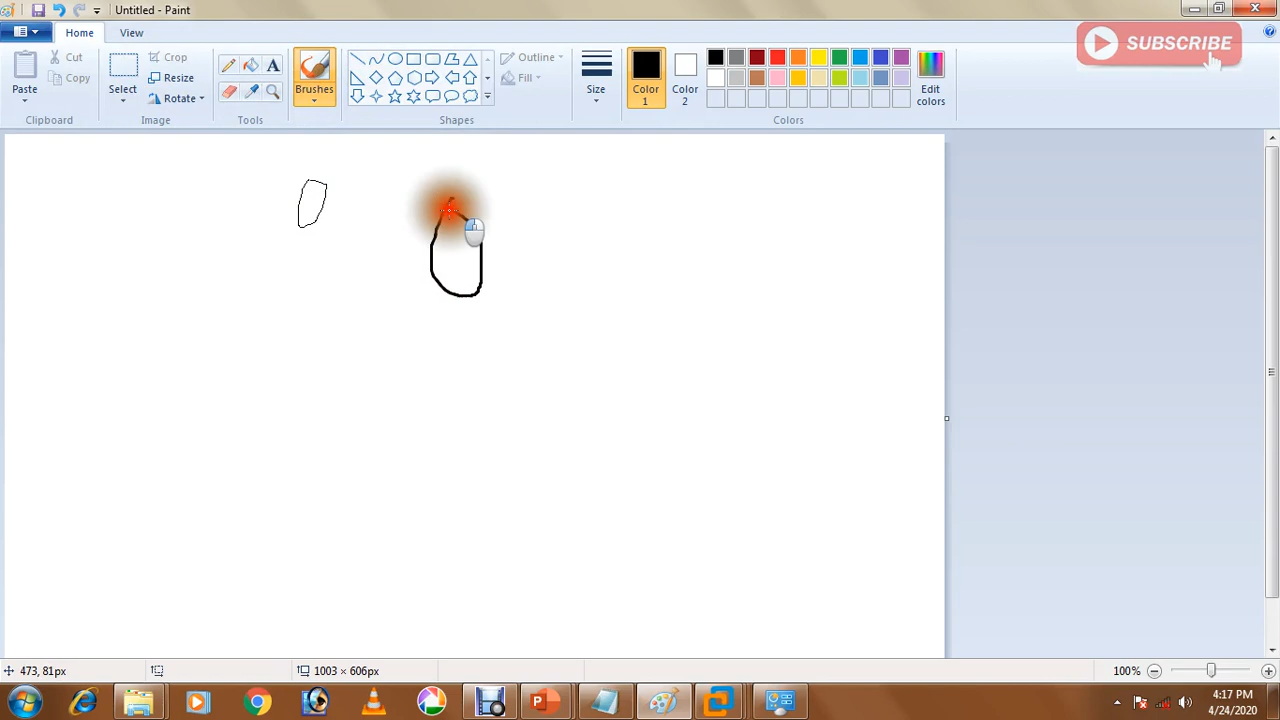 Untitled - Paint
Home View
SUBSCRIBE
Paste
Cut
Copy
Clipboard
Select
Crop
Resize
Rotate
Image
A
Tools
Brushes
Outline
Fill
Shapes
Size
Color
1
Color
2
Edit
colors
Colors
473, 81px
1003 × 606px
100%
4:17 PM
4/24/2020